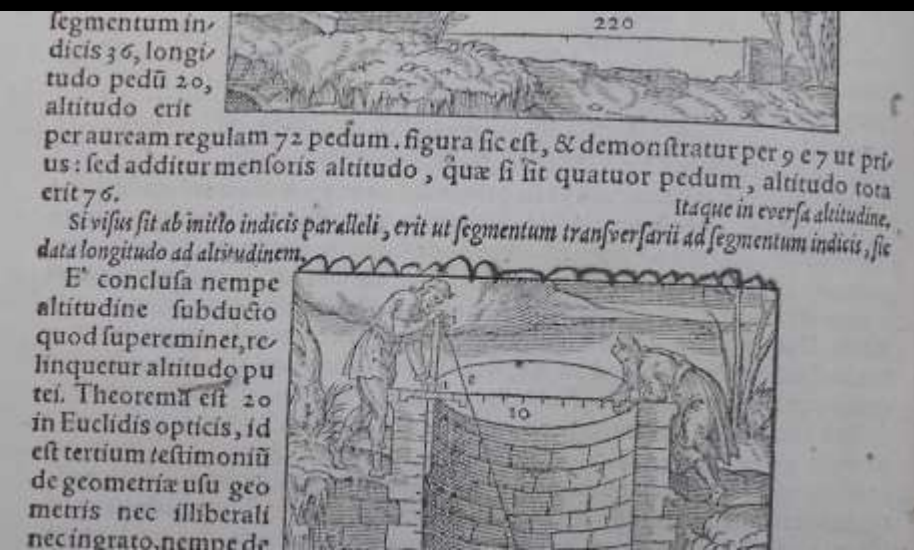 220
ſegmentum in-
dicis 36, longi-
tudo pedū 20,
altitudo erit
per auream regulam 72 pedum. figura ſic eſt, & demonſtratur per 9 e 7 ut pri-
us: ſed additur menſoris altitudo, q̃uæ ſi ſit quatuor pedum, altitudo tota
erit 76.
Itaque in everſa altitudine,
Si viſus ſit ab initio indicis paralleli, erit ut ſegmentum tranſverſarii ad ſegmentum indicis, ſic
data longitudo ad altitudinem.
E' concluſa nempe
altitudine ſubducto
quod ſupereminet, re-
linquetur altitudo pu
tei. Theorema eſt 20
in Euclidis opticis, id
eſt tertium teſtimoniū
de geometriæ uſu geo
metris nec illiberali
nec ingrato, nempe de
10